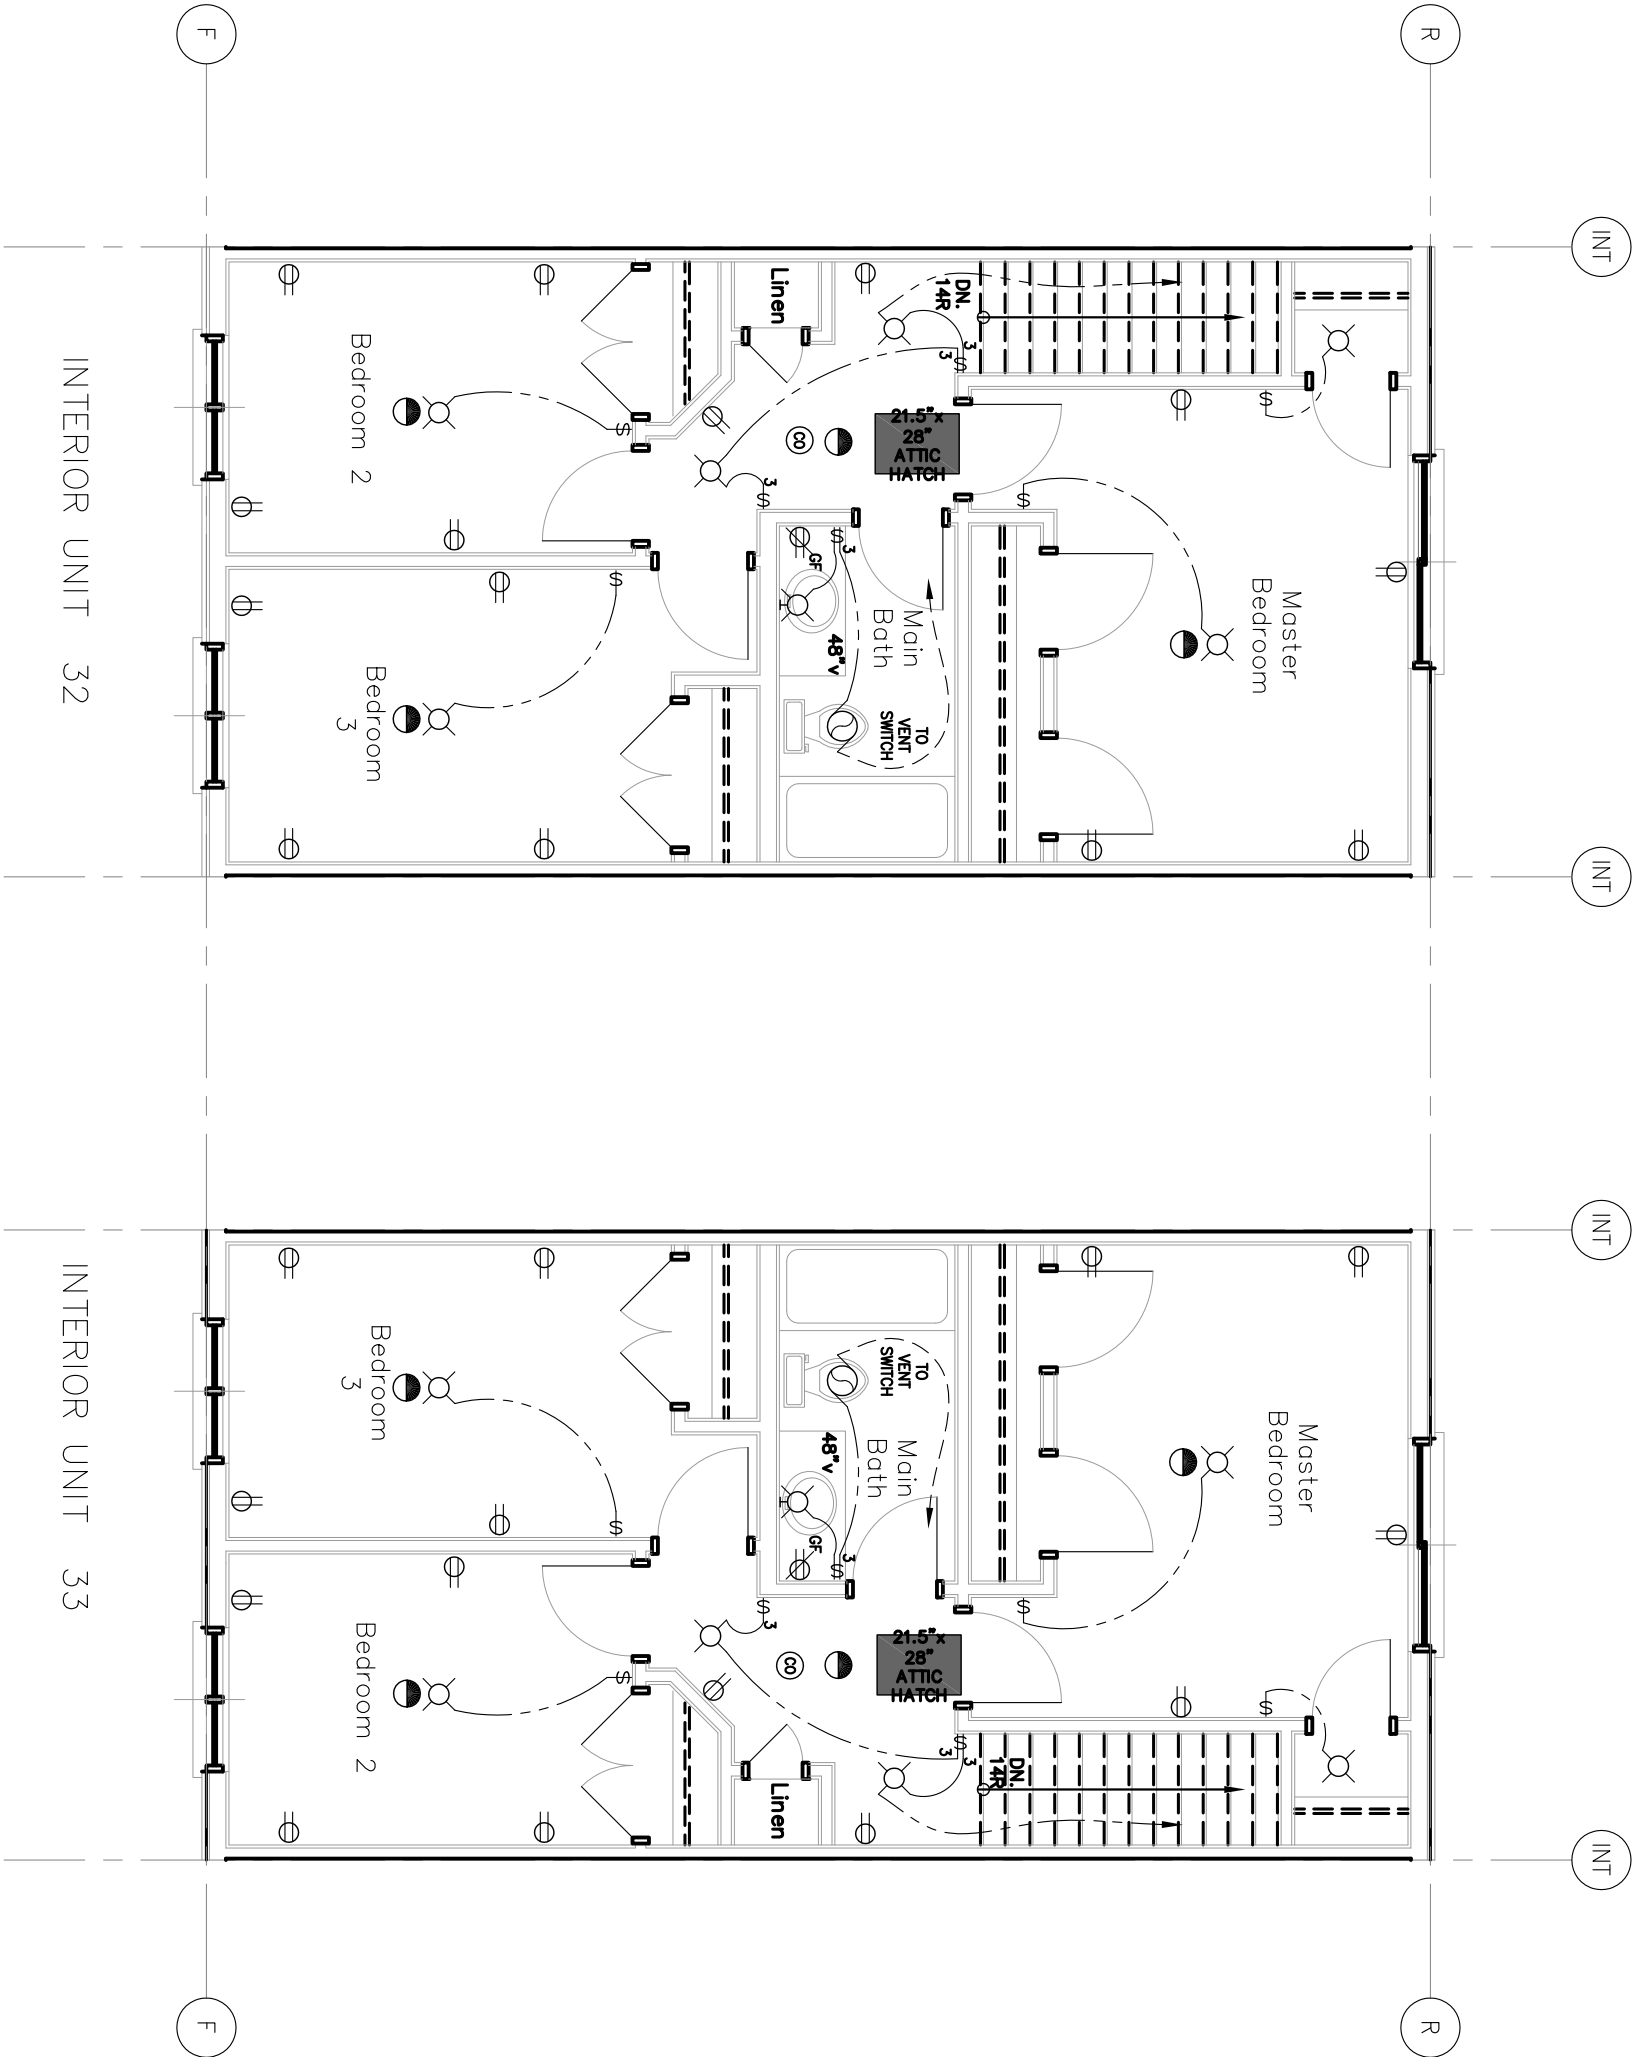 F
R
INT
INT
INTERIOR UNIT 32
Bedroom 2
Linen
DN.
14R
3
3
$
$
$
21.5"x
28"
ATTIC
HATCH
CO
3
$
$
$
3
GF
48"v
Main
Bath
TO
VENT
SWITCH
$
Bedroom
3
Master
Bedroom
INT
INT
INTERIOR UNIT 33
Bedroom
3
$
TO
VENT
SWITCH
48"v
Main
Bath
GF
3
$
$
3
$
Master
Bedroom
21.5"x
28"
ATTIC
HATCH
CO
Bedroom 2
$
$
$
3
3
DN.
14R
Linen
F
R